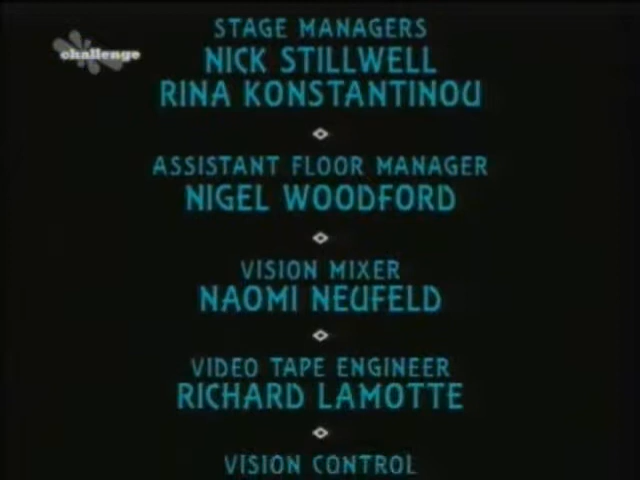 challenge
STAGE MANAGERS
NICK STILLWELL
RINA KONSTANTINOU
ASSISTANT FLOOR MANAGER
NIGEL WOODFORD
VISION MIXER
NAOMI NEUFELD
VIDEO TAPE ENGINEER
RICHARD LAMOTTE
VISION CONTROL